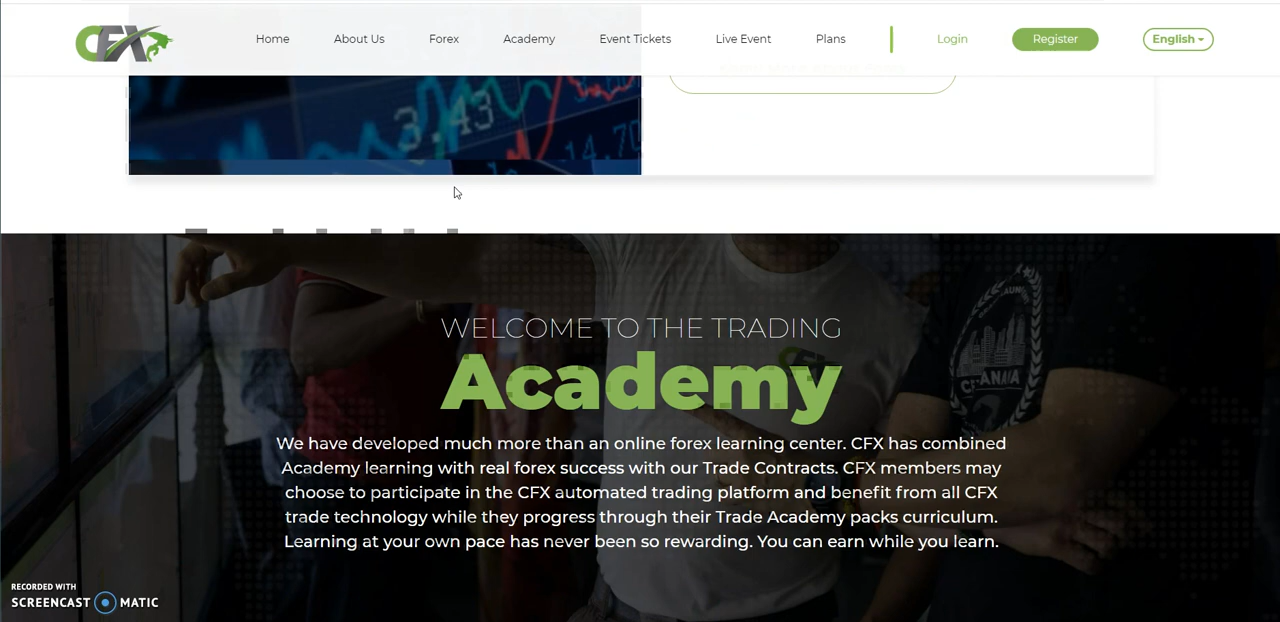 CFX
Home
About Us
Forex
Academy
Event Tickets
Live Event
Plans
Login
Register
English
3.43
14.70
WELCOME TO THE TRADING
Academy
We have developed much more than an online forex learning center. CFX has combined
Academy learning with real forex success with our Trade Contracts. CFX members may
choose to participate in the CFX automated trading platform and benefit from all CFX
trade technology while they progress through their Trade Academy packs curriculum.
Learning at your own pace has never been so rewarding. You can earn while you learn.
RECORDED WITH
SCREENCAST MATIC